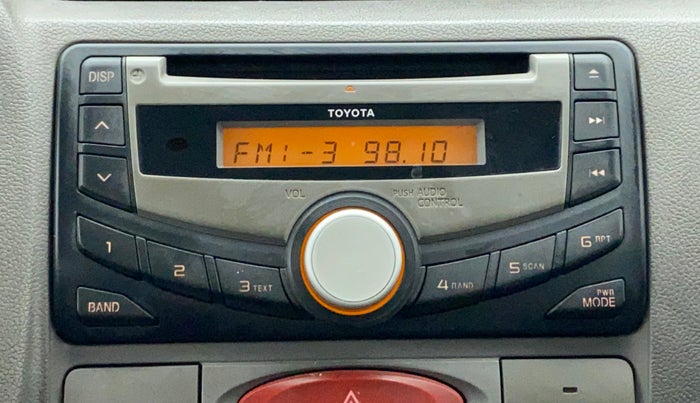 DISP
TOYOTA
FM1-3 98.10
VOL
PUSH AUDIO
CONTROL
1
2
3 TEXT
4 RAND
5 SCAN
6 RPT
BAND
PWR
MODE